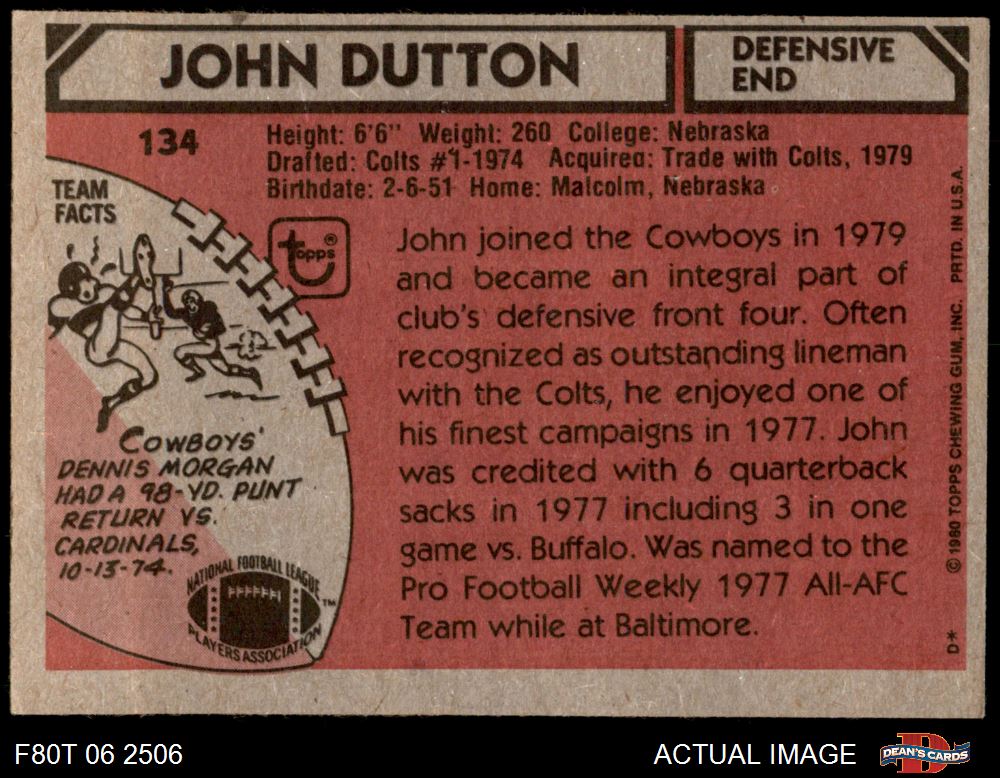 JOHN DUTTON
DEFENSIVE
END
134
Height: 6'6" Weight: 260 College: Nebraska
Drafted: Colts #1-1974 Acquired: Trade with Colts, 1979
Birthdate: 2-6-51 Home: Malcolm, Nebraska
TEAM
FACTS
topps®
John joined the Cowboys in 1979
and became an integral part of
club's defensive front four. Often
recognized as outstanding lineman
with the Colts, he enjoyed one of
his finest campaigns in 1977. John
was credited with 6 quarterback
sacks in 1977 including 3 in one
game vs. Buffalo. Was named to the
Pro Football Weekly 1977 All-AFC
Team while at Baltimore.
COWBOYS'
DENNIS MORGAN
HAD A 98-YD. PUNT
RETURN VS.
CARDINALS,
10-13-74.
NATIONAL FOOTBALL LEAGUE
PLAYERS ASSOCIATION
TM
D* © 1980 TOPPS CHEWING GUM, INC. PRTD. IN U.S.A.
F80T 06 2506
ACTUAL IMAGE
D
DEAN'S CARDS